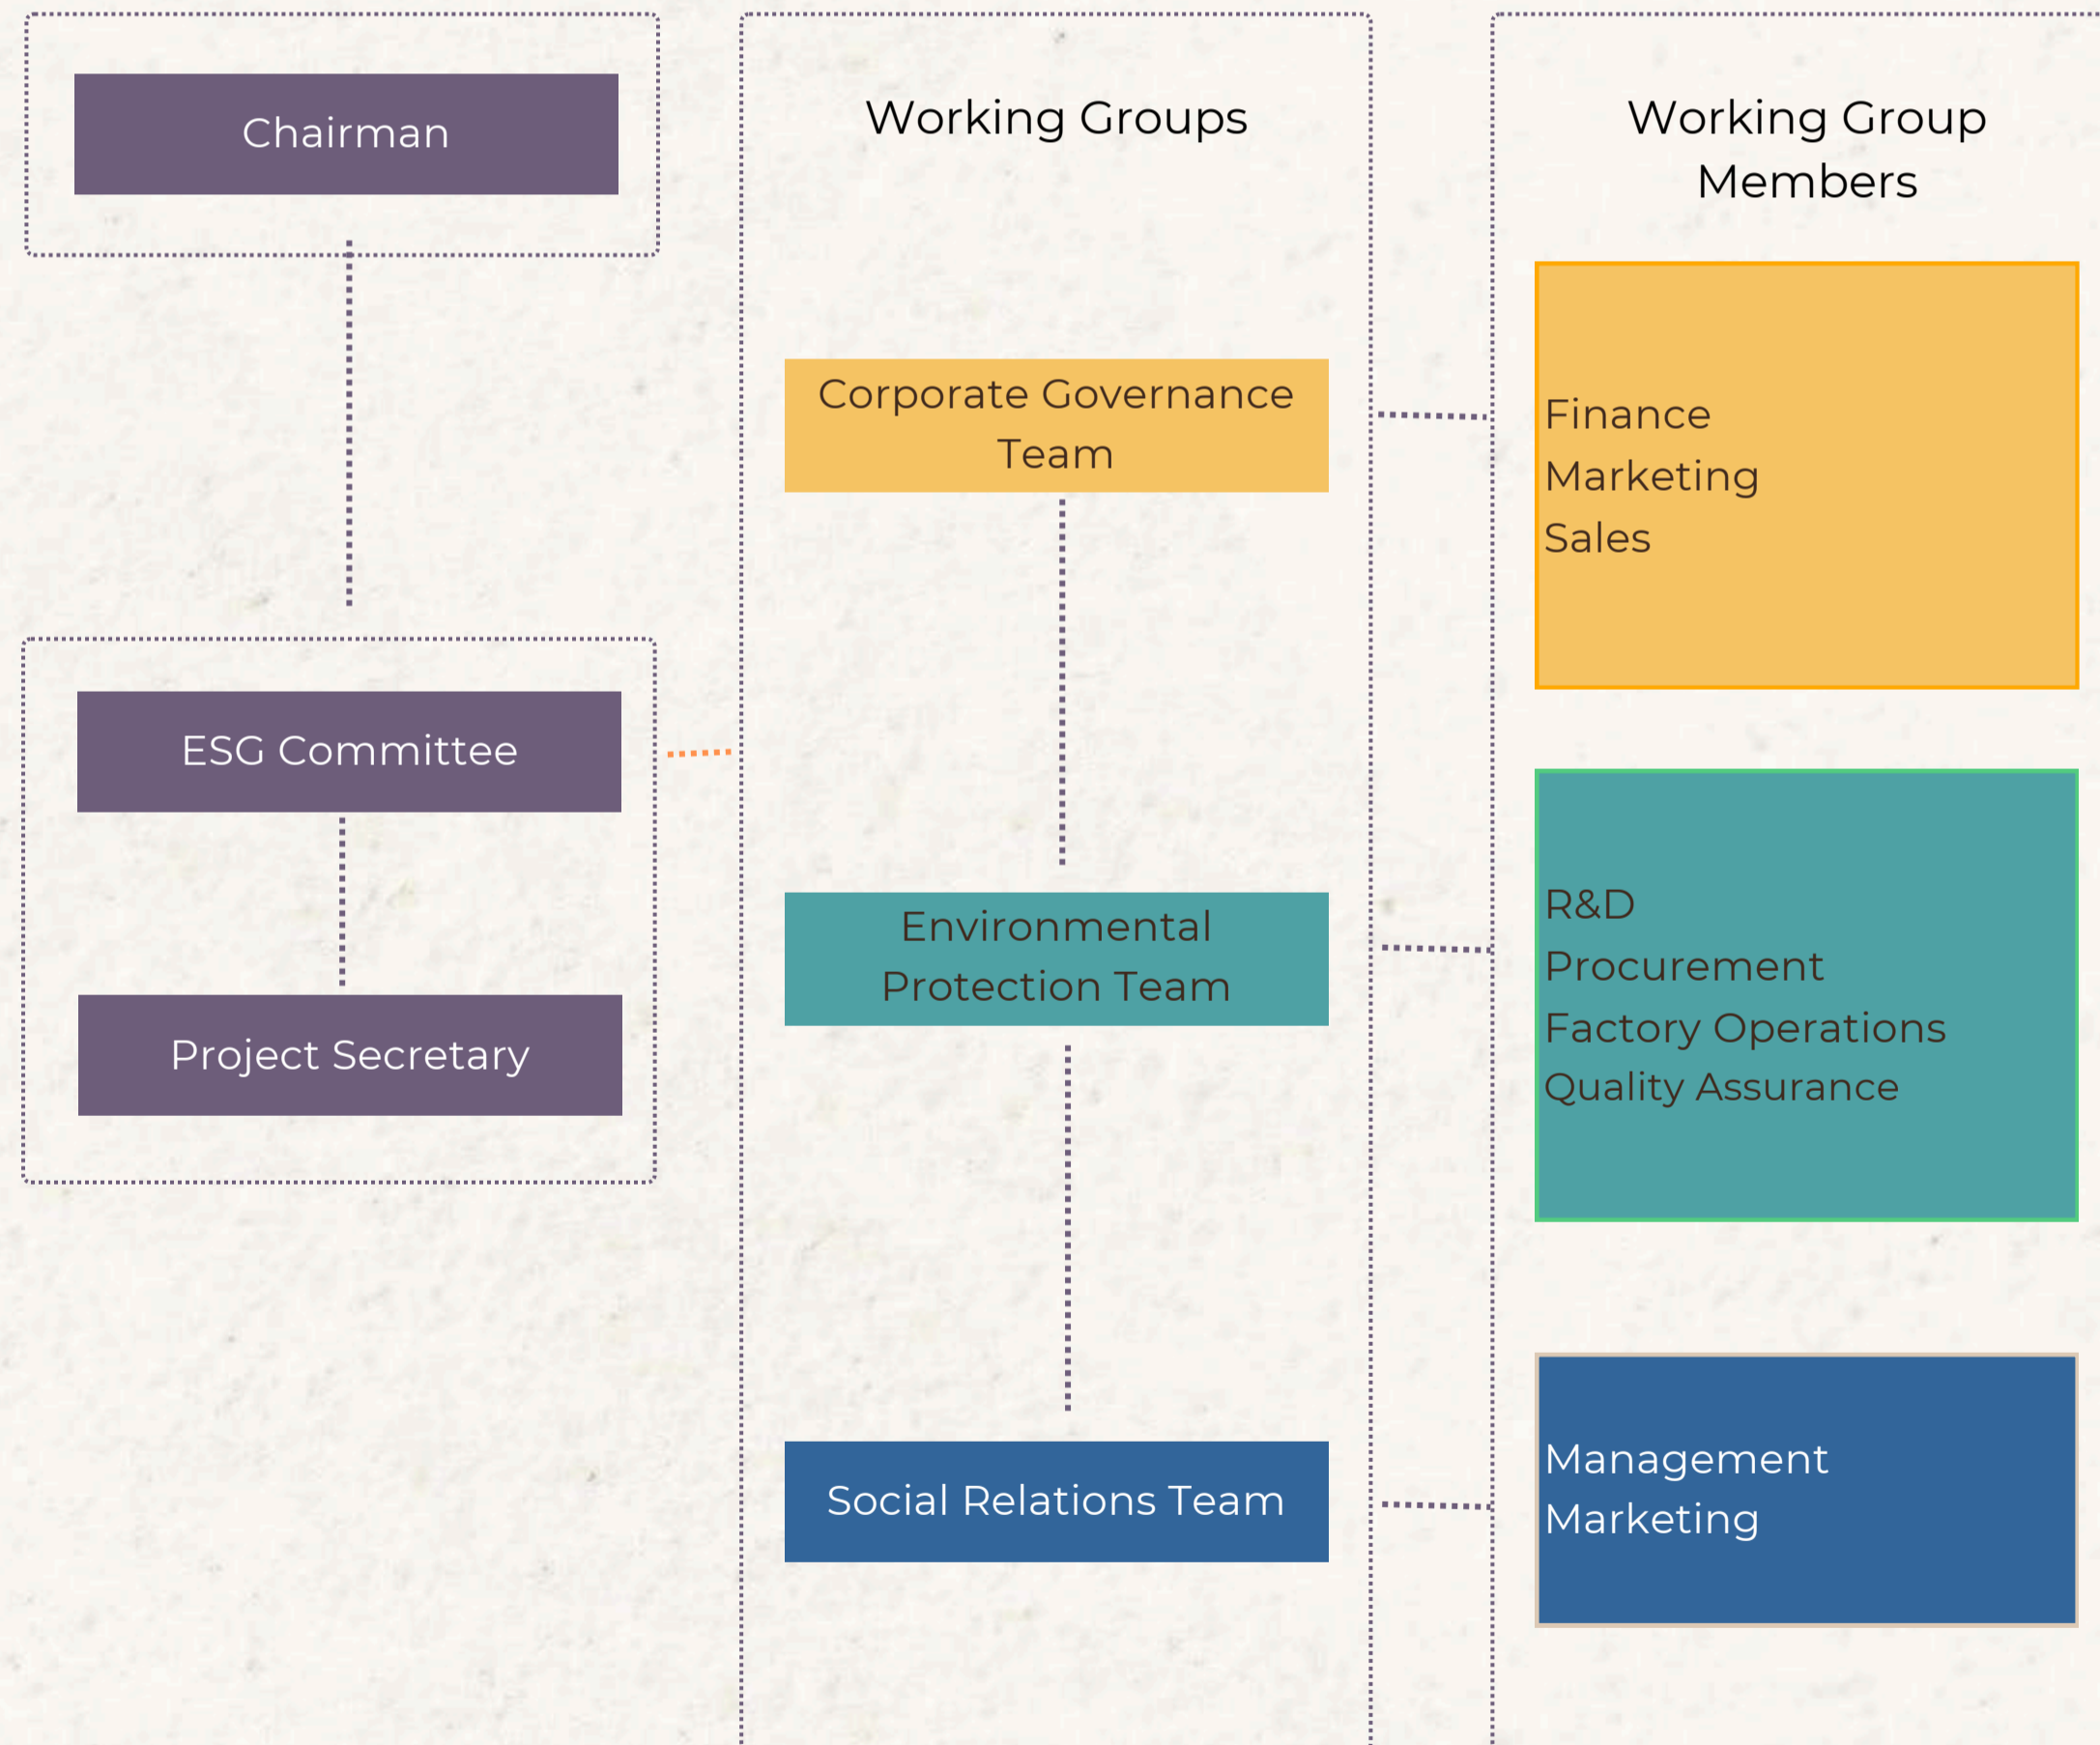 Chairman
ESG Committee
Project Secretary
Working Groups
Corporate Governance
Team
Environmental
Protection Team
Social Relations Team
Working Group
Members
Finance
Marketing
Sales
R&D
Procurement
Factory Operations
Quality Assurance
Management
Marketing